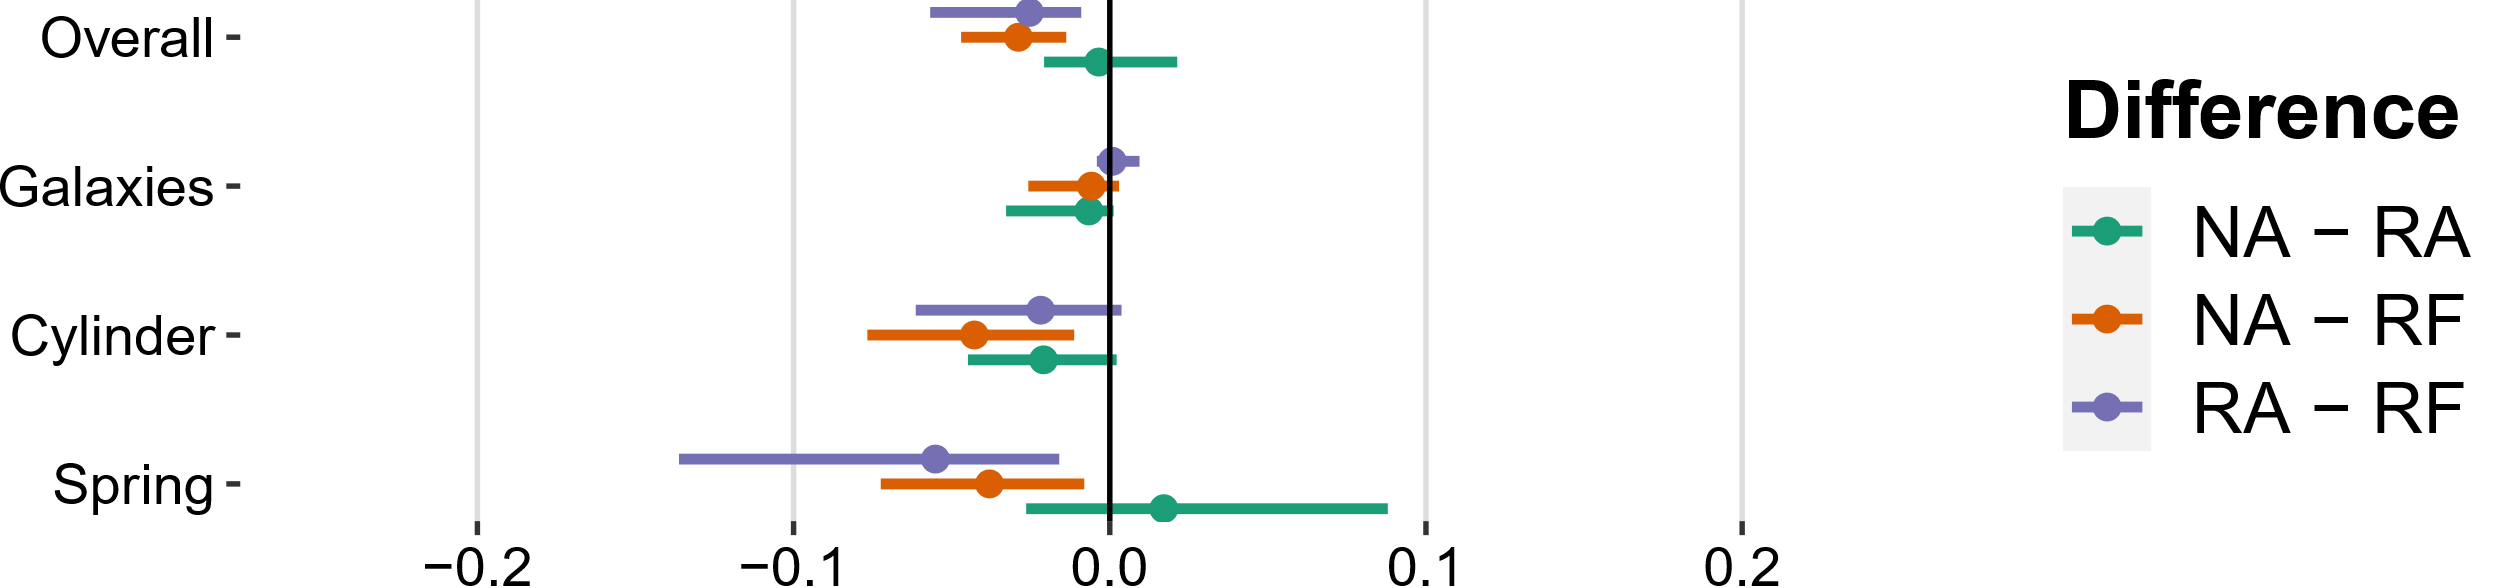 Overall
Galaxies
Cylinder
Spring
−0.2 −0.1 0.0 0.1 0.2
Difference
NA − RA
NA − RF
RA − RF